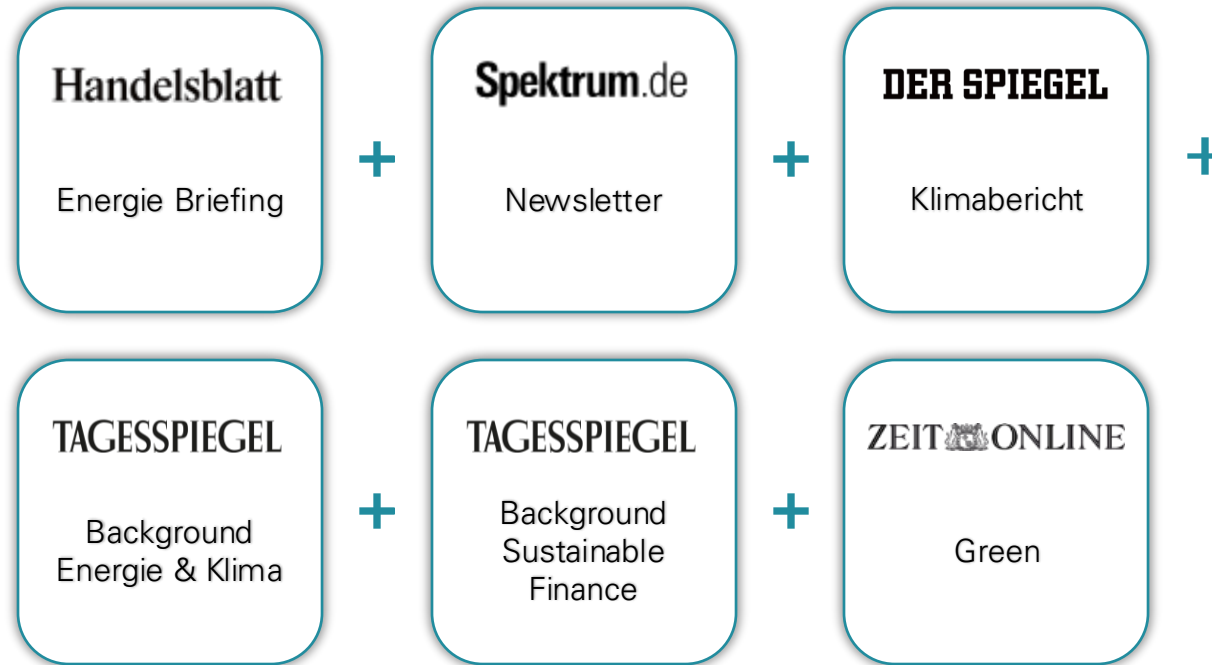 Handelsblatt
Energie Briefing
+
Spektrum.de
Newsletter
+
DER SPIEGEL
Klimabericht
+
TAGESSPIEGEL
Background
Energie & Klima
+
TAGESSPIEGEL
Background
Sustainable
Finance
+
ZEIT ONLINE
Green